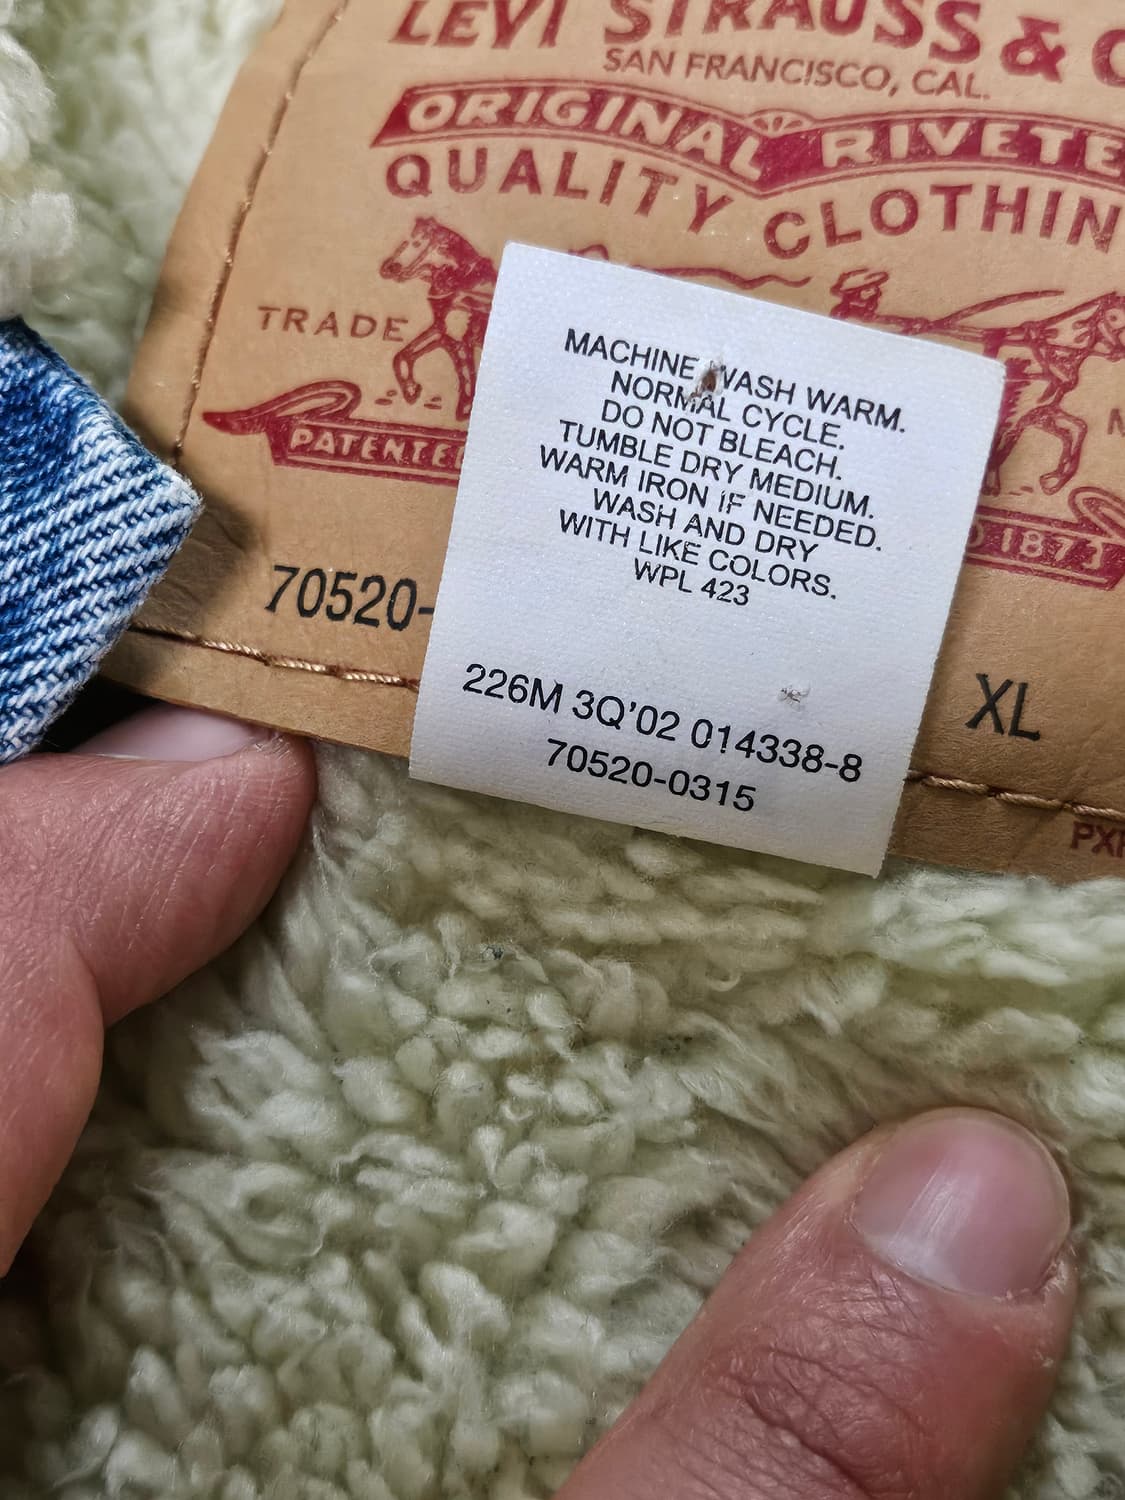 LEVI STRAUSS & C
SAN FRANCISCO, CAL.
ORIGINAL RIVETE
QUALITY CLOTHIN
TRADE
PATENTE
D 1873
MACHINE WASH WARM.
NORMAL CYCLE.
DO NOT BLEACH.
TUMBLE DRY MEDIUM.
WARM IRON IF NEEDED.
WASH AND DRY
WITH LIKE COLORS.
WPL 423
70520-
XL
226M 3Q'02 014338-8
70520-0315